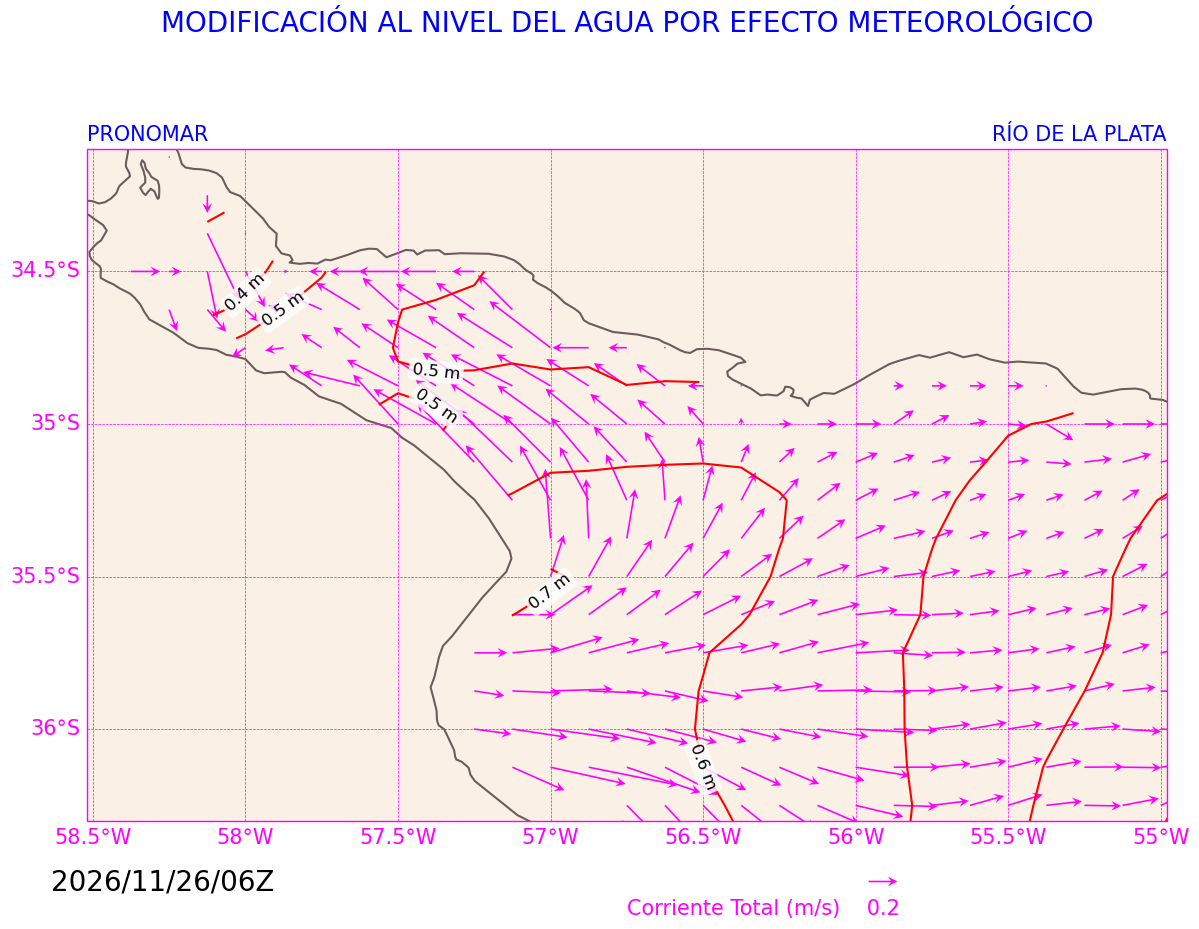 MODIFICACIÓN AL NIVEL DEL AGUA POR EFECTO METEOROLÓGICO
PRONOMAR RÍO DE LA PLATA
34.5°S
0.4 m
0.5 m
0.5 m
0.5 m
35°S
35.5°S
0.7 m
36°S
0.6 m
58.5°W 58°W 57.5°W 57°W 56.5°W 56°W 55.5°W 55°W
2026/11/26/06Z
Corriente Total (m/s) 0.2